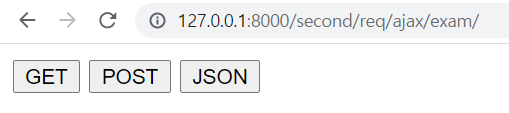 127.0.0.1:8000/second/req/ajax/exam/
GET POST JSON